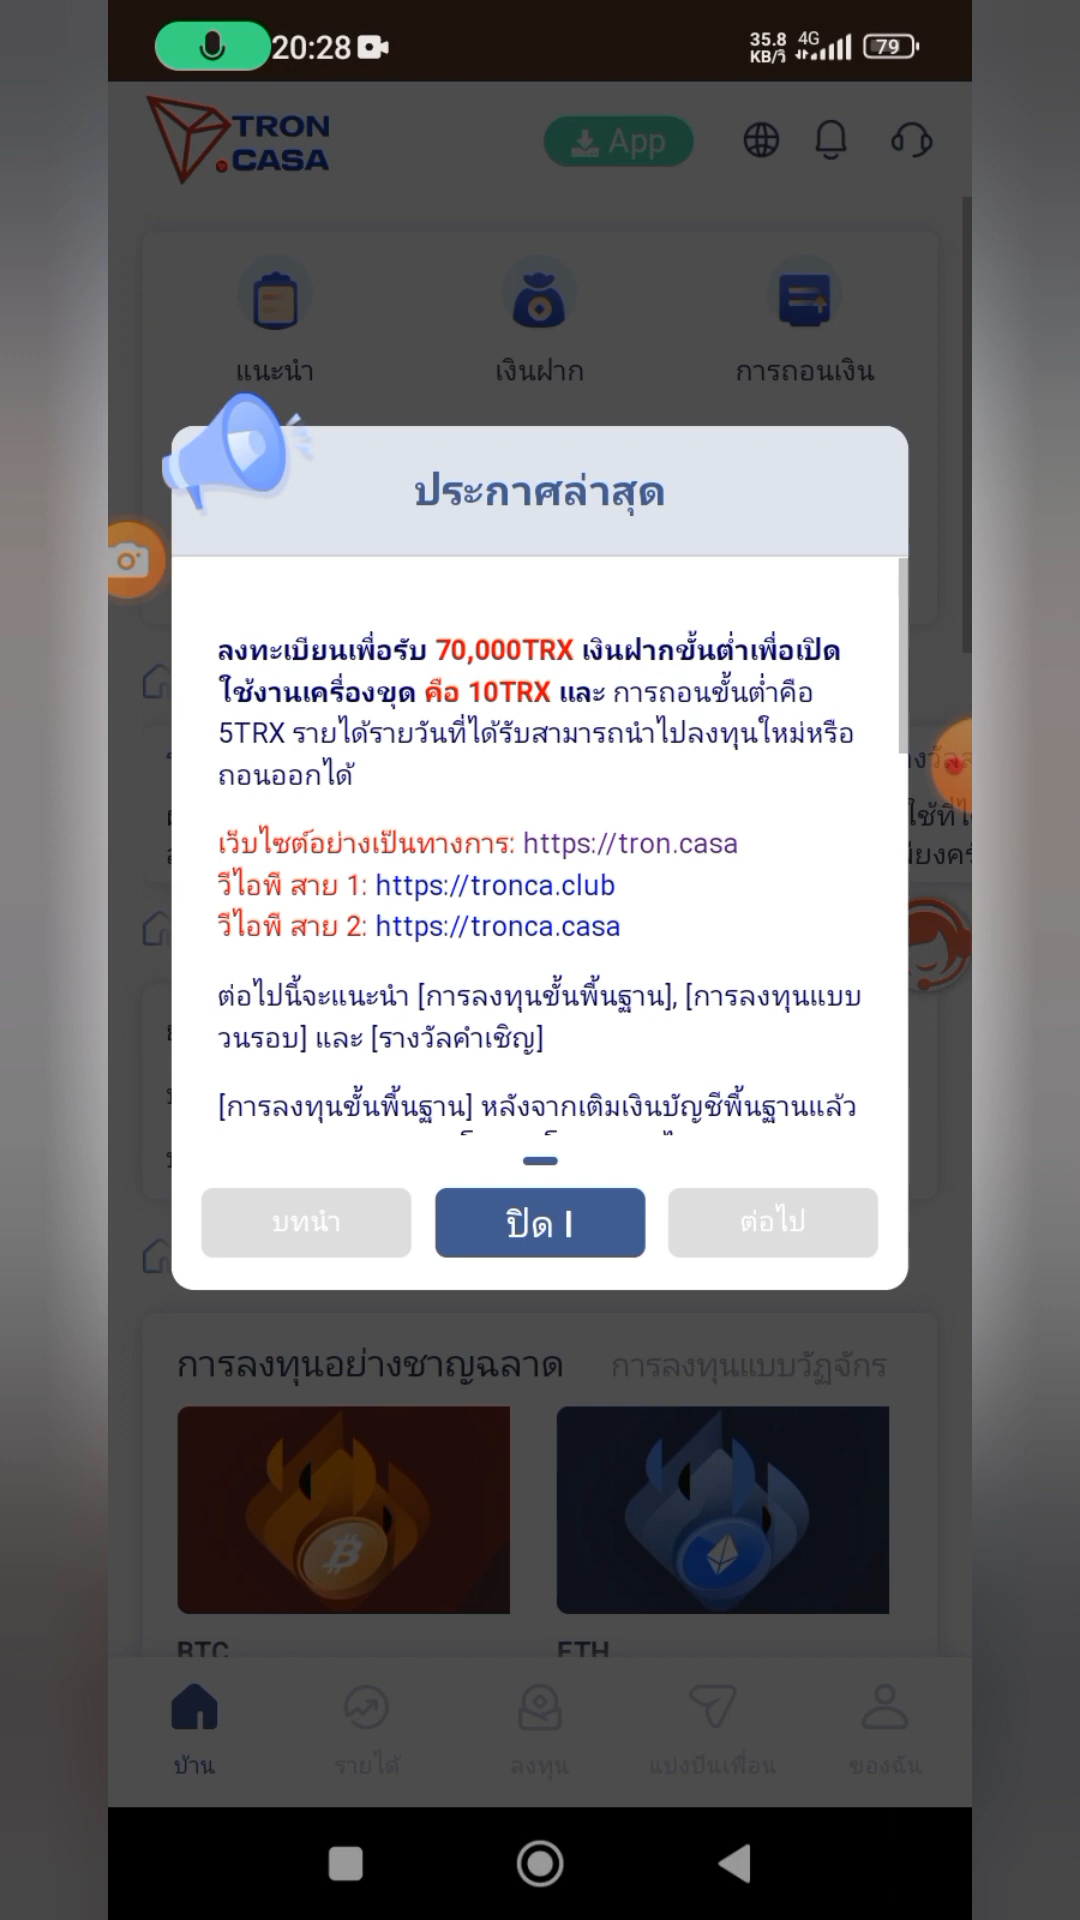 20:28
35.8 KB/วิ 4G 79
TRON
.CASA
App
แนะนำ
เงินฝาก
การถอนเงิน
ประกาศล่าสุด
ลงทะเบียนเพื่อรับ 70,000TRX เงินฝากขั้นต่ำเพื่อเปิด
ใช้งานเครื่องขุด คือ 10TRX และ การถอนขั้นต่ำคือ
5TRX รายได้รายวันที่ได้รับสามารถนำไปลงทุนใหม่หรือ
ถอนออกได้
เว็บไซต์อย่างเป็นทางการ: https://tron.casa
วีไอพี สาย 1: https://tronca.club
วีไอพี สาย 2: https://tronca.casa
ต่อไปนี้จะแนะนำ [การลงทุนขั้นพื้นฐาน], [การลงทุนแบบ
วนรอบ] และ [รางวัลคำเชิญ]
[การลงทุนขั้นพื้นฐาน] หลังจากเติมเงินบัญชีพื้นฐานแล้ว
บทนำ
ปิด I
ต่อไป
การลงทุนอย่างชาญฉลาด
การลงทุนแบบวัฏจักร
BTC
ETH
บ้าน
รายได้
ลงทุน
แบ่งปันเพื่อน
ของฉัน